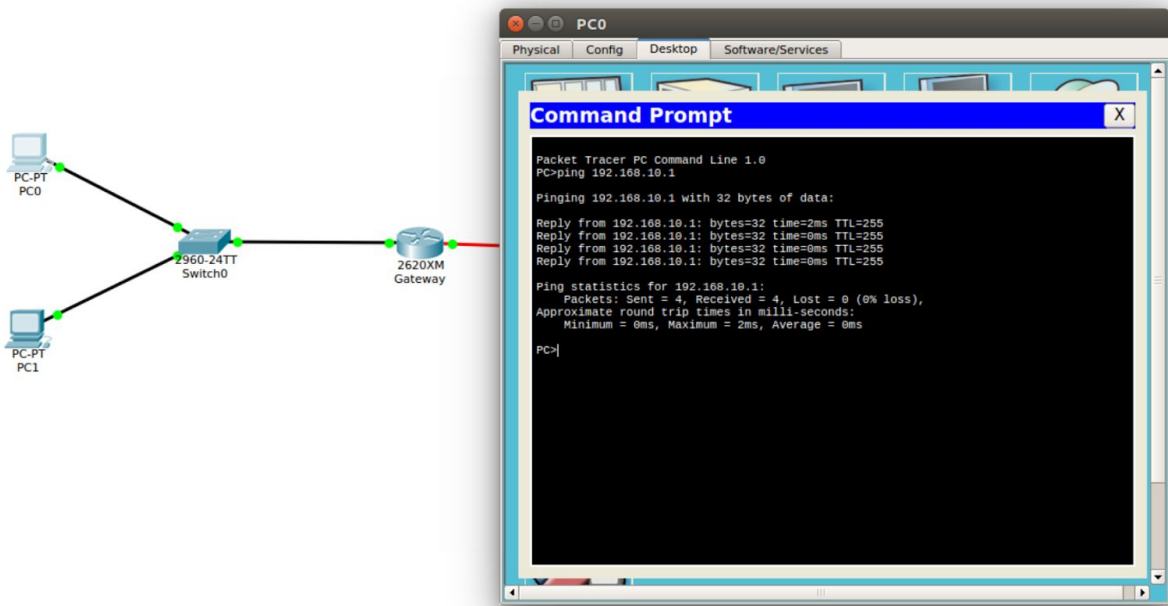 PC0
Physical Config Desktop Software/Services
Command Prompt X
Packet Tracer PC Command Line 1.0
PC>ping 192.168.10.1
Pinging 192.168.10.1 with 32 bytes of data:
Reply from 192.168.10.1: bytes=32 time=2ms TTL=255
Reply from 192.168.10.1: bytes=32 time=0ms TTL=255
Reply from 192.168.10.1: bytes=32 time=0ms TTL=255
Reply from 192.168.10.1: bytes=32 time=0ms TTL=255
Ping statistics for 192.168.10.1:
Packets: Sent = 4, Received = 4, Lost = 0 (0% loss),
Approximate round trip times in milli-seconds:
Minimum = 0ms, Maximum = 2ms, Average = 0ms
PC>
PC-PT
PC0
2960-24TT
Switch0
2620XM
Gateway
PC-PT
PC1